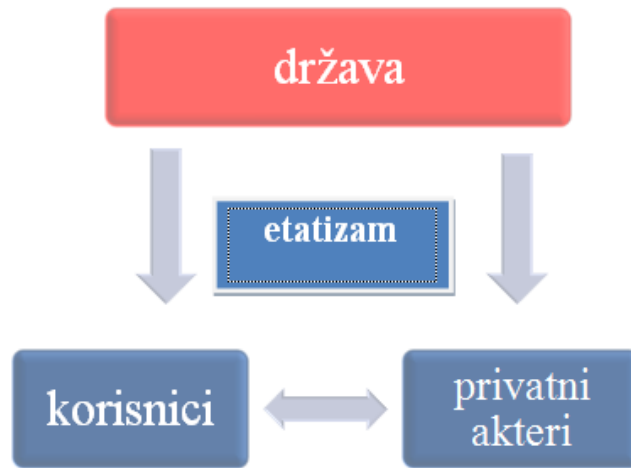 država
etatizam
korisnici
privatni
akteri